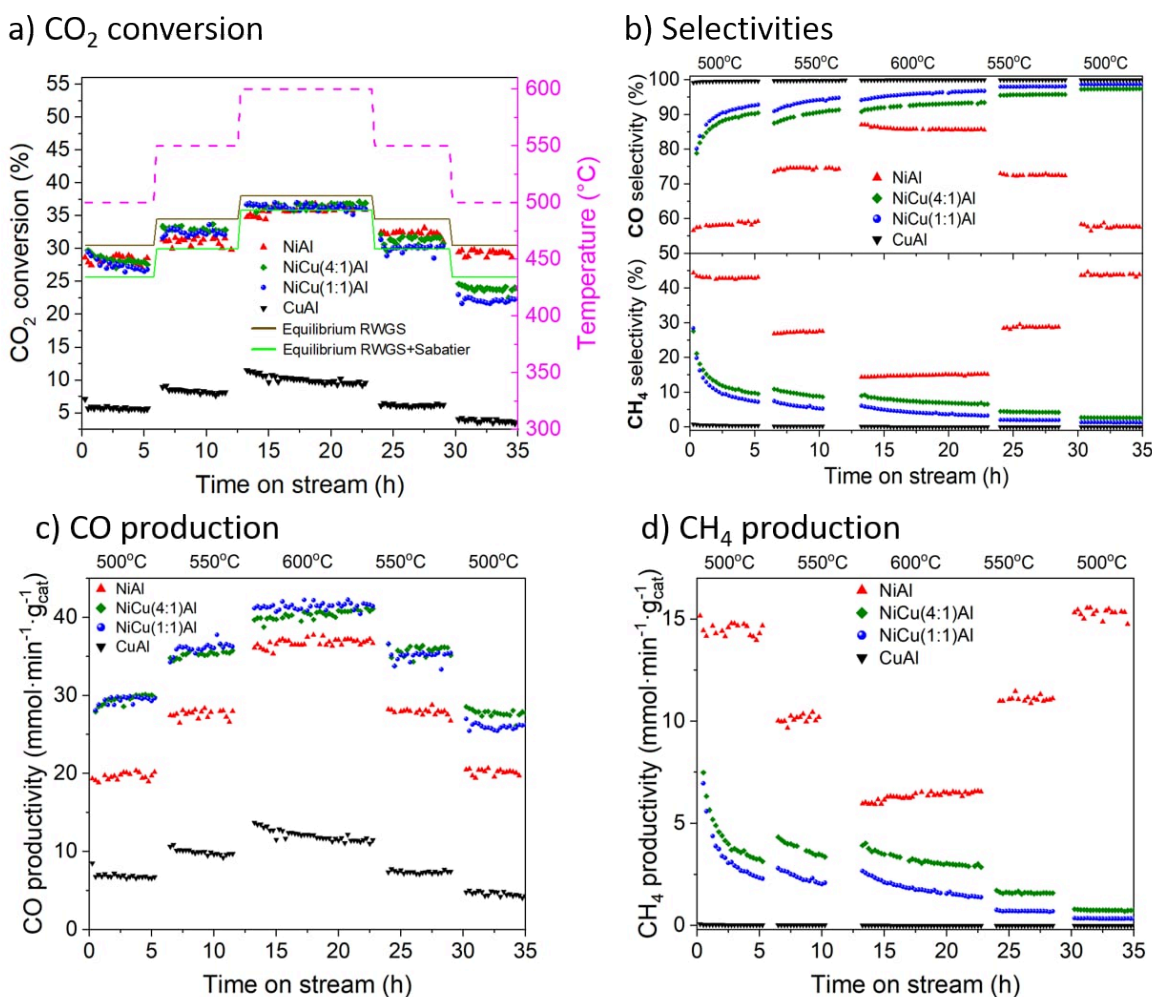 a) CO₂ conversion
55
50
45
40
35
30
25
20
15
10
5
CO₂ conversion (%)
600
550
500
450
400
350
300
Temperature (°C)
NiAl
NiCu(4:1)Al
NiCu(1:1)Al
CuAl
Equilibrium RWGS
Equilibrium RWGS+Sabatier
0 5 10 15 20 25 30 35
Time on stream (h)
b) Selectivities
500°C 550°C 600°C 550°C 500°C
100
90
80
70
60
50
CO selectivity (%)
NiAl
NiCu(4:1)Al
NiCu(1:1)Al
CuAl
40
30
20
10
0
CH₄ selectivity (%)
0 5 10 15 20 25 30 35
Time on stream (h)
c) CO production
500°C 550°C 600°C 550°C 500°C
NiAl
NiCu(4:1)Al
NiCu(1:1)Al
CuAl
40
30
20
10
0
CO productivity (mmol·min⁻¹·g⁻¹cat)
0 5 10 15 20 25 30 35
Time on stream (h)
d) CH₄ production
500°C 550°C 600°C 550°C 500°C
NiAl
NiCu(4:1)Al
NiCu(1:1)Al
CuAl
15
10
5
0
CH₄ productivity (mmol·min⁻¹·g⁻¹cat)
0 5 10 15 20 25 30 35
Time on stream (h)